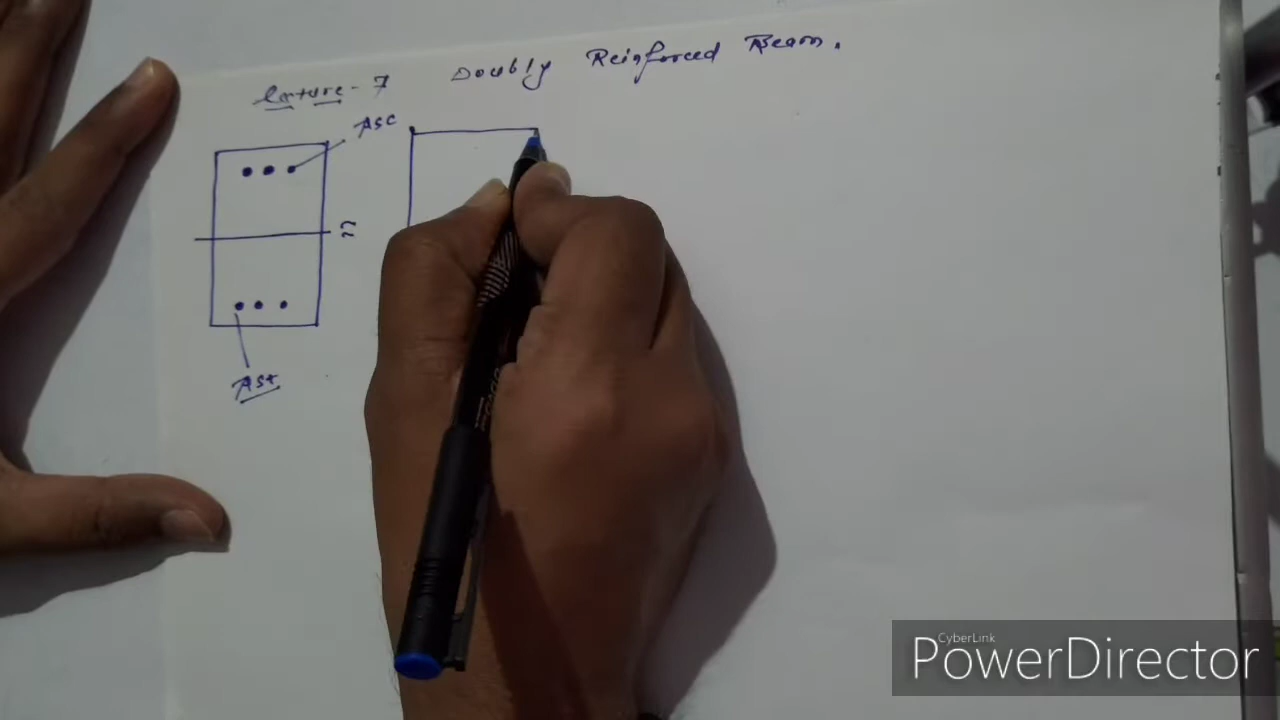 Lecture - 7 Doubly Reinforced Beam.
Asc
=
Ast
CyberLink
PowerDirector